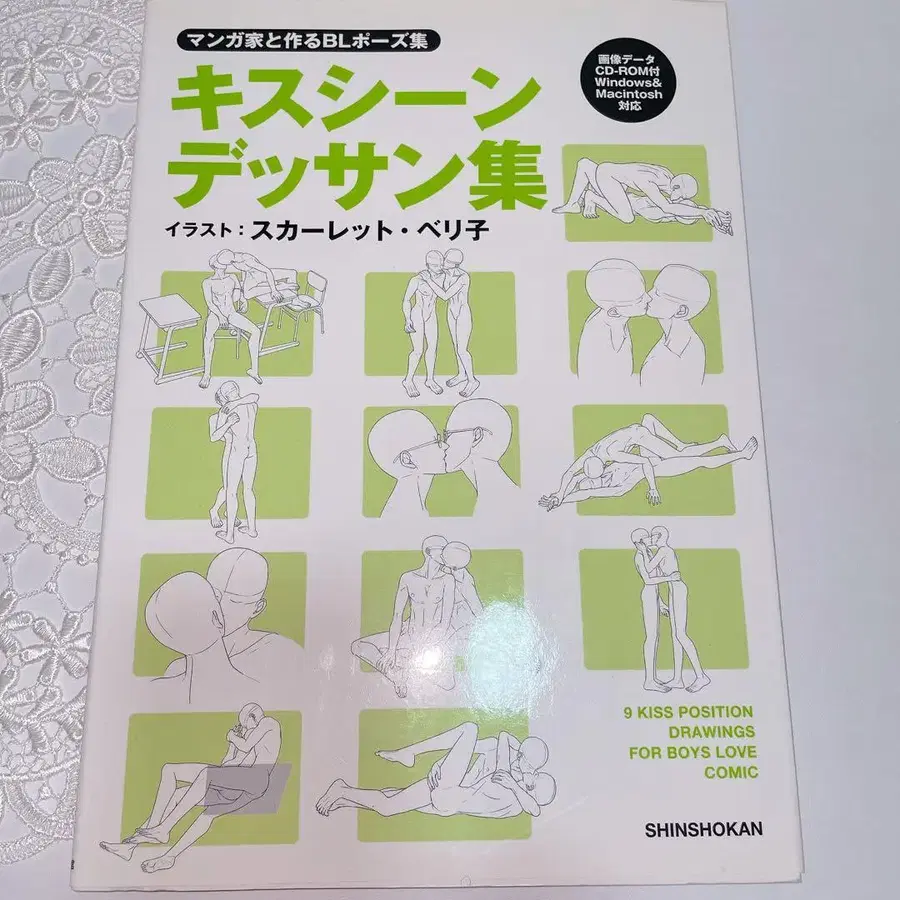 マンガ家と作るBLポーズ集
キスシーン
デッサン集
イラスト：スカーレット・ベリ子
画像データ
CD-ROM付
Windows&
Macintosh
対応
9 KISS POSITION
DRAWINGS
FOR BOYS LOVE
COMIC
SHINSHOKAN